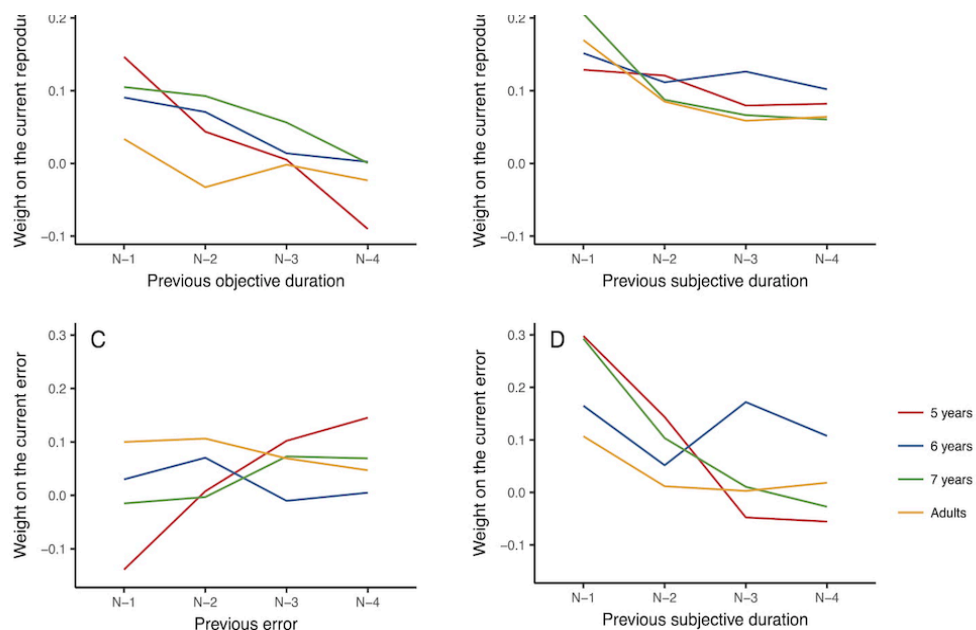 0.2
0.1
0.0
−0.1
Weight on the current
N−1 N−2 N−3 N−4
Previous objective duration
0.2
0.1
0.0
−0.1
Weight on the current
N−1 N−2 N−3 N−4
Previous subjective duration
C
0.3
0.2
0.1
0.0
−0.1
Weight on the current error
N−1 N−2 N−3 N−4
Previous error
D
0.3
0.2
0.1
0.0
−0.1
Weight on the current error
N−1 N−2 N−3 N−4
Previous subjective duration
5 years
6 years
7 years
Adults